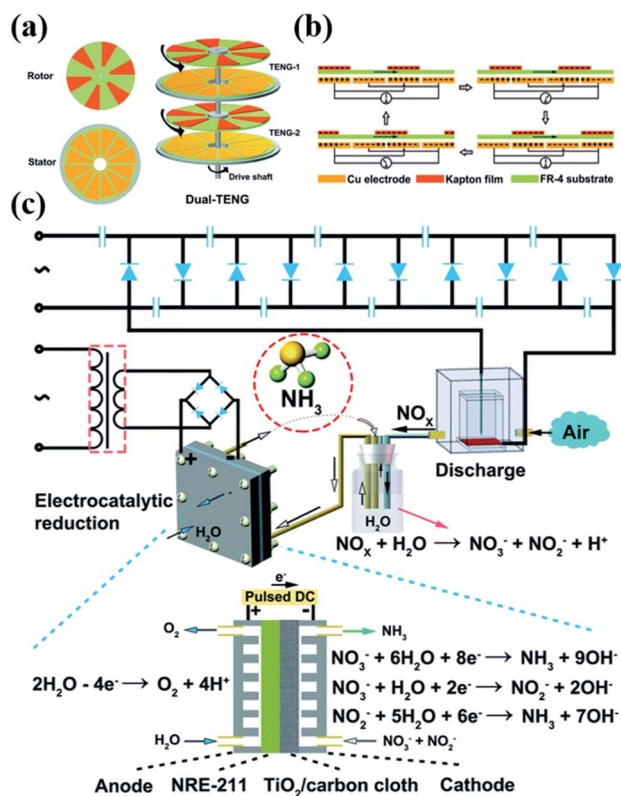 (a)
Rotor
Stator
TENG-1
TENG-2
Drive shaft
Dual-TENG
(b)
Cu electrode Kapton film FR-4 substrate
(c)
~
~
NH₃
NOₓ
Air
Discharge
+ -
Electrocatalytic
reduction
H₂O
H₂O
NOₓ + H₂O → NO₃⁻ + NO₂⁻ + H⁺
e⁻
Pulsed DC
+ -
O₂
NH₃
2H₂O - 4e⁻ → O₂ + 4H⁺
NO₃⁻ + 6H₂O + 8e⁻ → NH₃ + 9OH⁻
NO₃⁻ + H₂O + 2e⁻ → NO₂⁻ + 2OH⁻
NO₂⁻ + 5H₂O + 6e⁻ → NH₃ + 7OH⁻
H₂O
NO₃⁻ + NO₂⁻
Anode NRE-211 TiO₂/carbon cloth Cathode